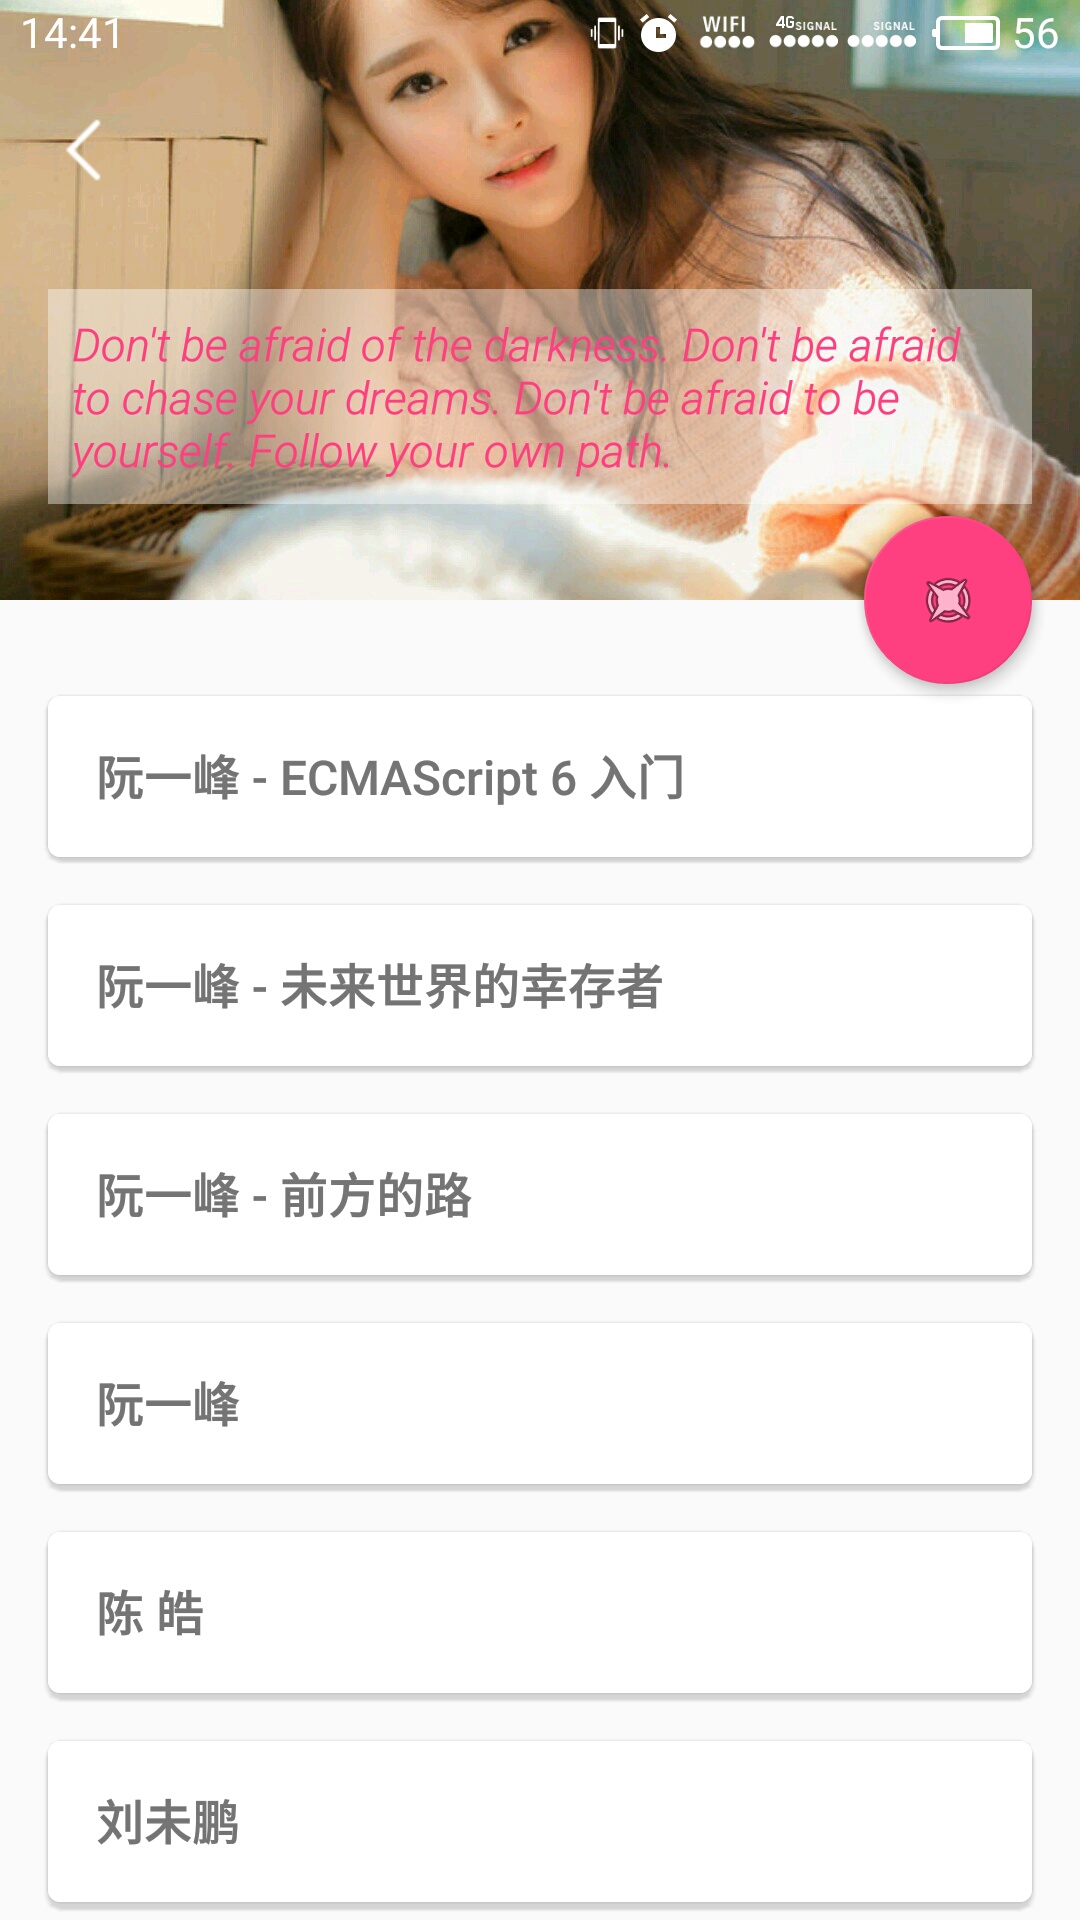 14:41
WIFI
4G SIGNAL
SIGNAL
56
Don't be afraid of the darkness. Don't be afraid
to chase your dreams. Don't be afraid to be
yourself. Follow your own path.
阮一峰 - ECMAScript 6 入门
阮一峰 - 未来世界的幸存者
阮一峰 - 前方的路
阮一峰
陈 皓
刘未鹏